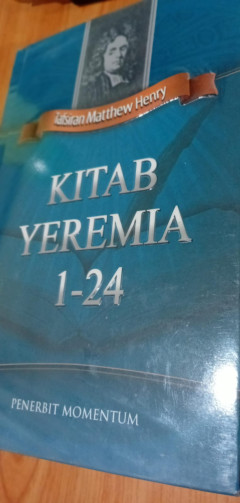 Tafsiran Matthew Henry
KITAB
YEREMIA
1-24
PENERBIT MOMENTUM